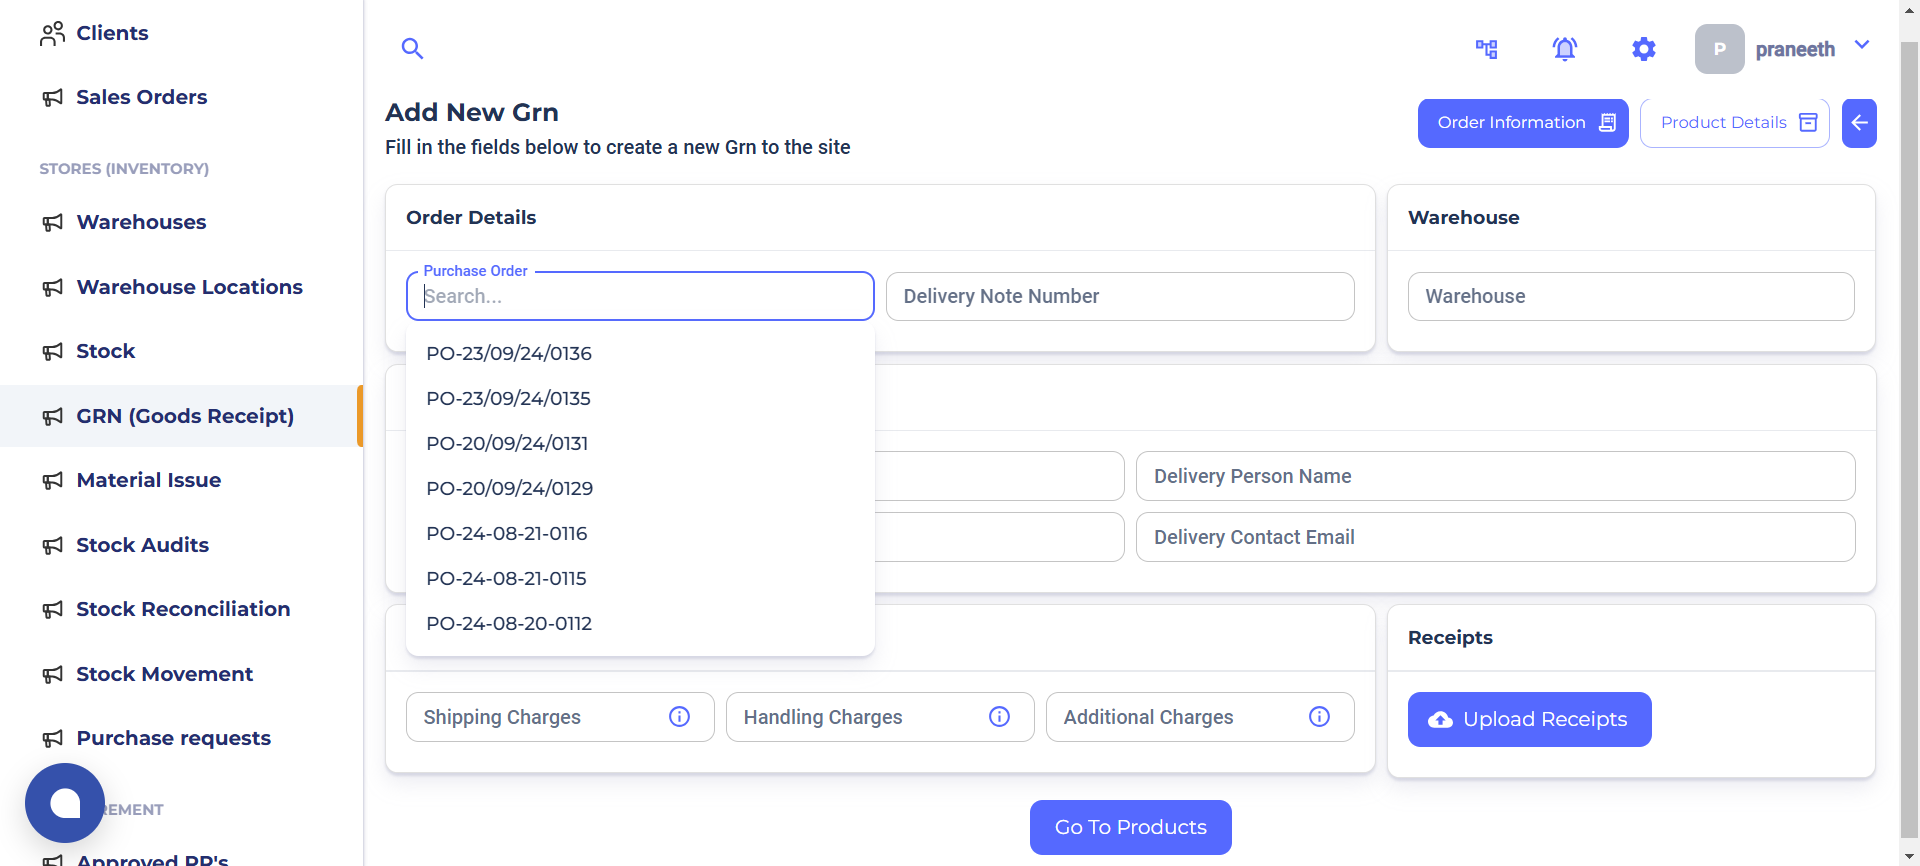 Clients
Sales Orders
STORES (INVENTORY)
Warehouses
Warehouse Locations
Stock
GRN (Goods Receipt)
Material Issue
Stock Audits
Stock Reconciliation
Stock Movement
Purchase requests
REMENT
Approved PR's
P
praneeth
Add New Grn
Fill in the fields below to create a new Grn to the site
Order Information
Product Details
Order Details
Purchase Order
Search...
Delivery Note Number
PO-23/09/24/0136
PO-23/09/24/0135
PO-20/09/24/0131
PO-20/09/24/0129
PO-24-08-21-0116
PO-24-08-21-0115
PO-24-08-20-0112
Warehouse
Warehouse
Delivery Person Name
Delivery Contact Email
Shipping Charges
Handling Charges
Additional Charges
Receipts
Upload Receipts
Go To Products